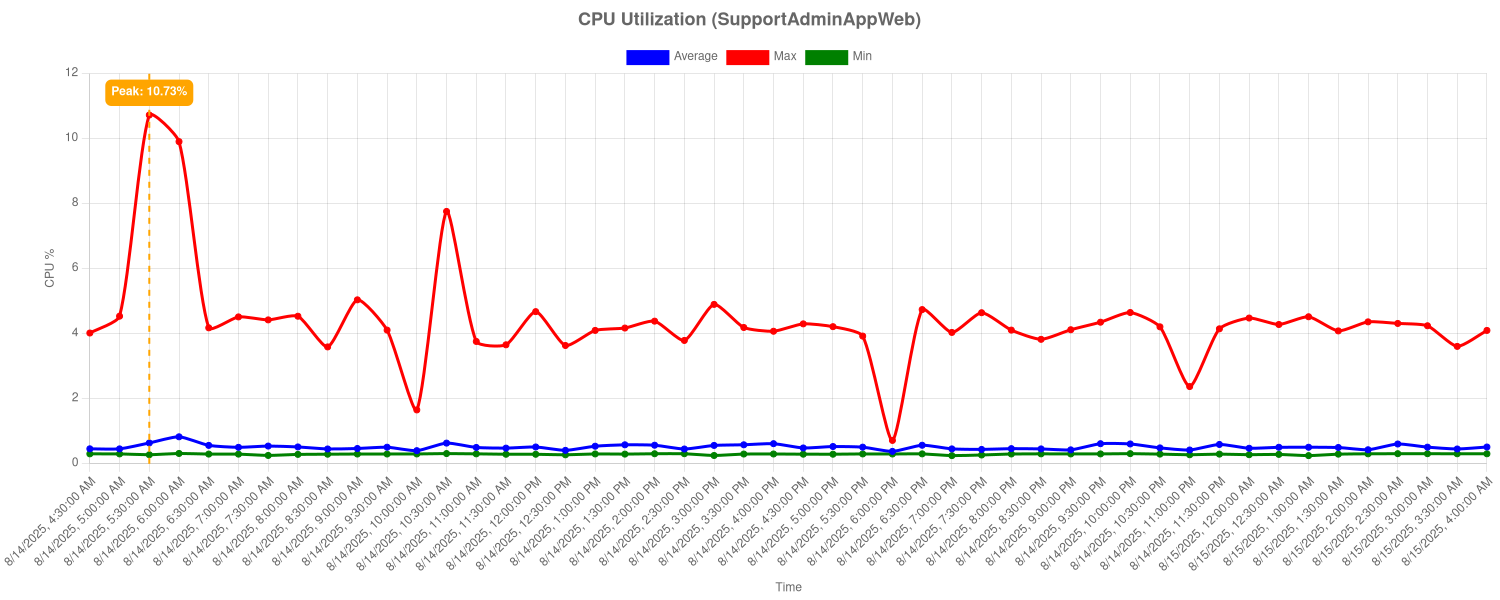 CPU Utilization (SupportAdminAppWeb)
Average Max Min
Peak: 10.73%
12
10
8
6
4
2
0
CPU %
8/14/2025, 4:30:00 AM
8/14/2025, 5:00:00 AM
8/14/2025, 5:30:00 AM
8/14/2025, 6:00:00 AM
8/14/2025, 6:30:00 AM
8/14/2025, 7:00:00 AM
8/14/2025, 7:30:00 AM
8/14/2025, 8:00:00 AM
8/14/2025, 8:30:00 AM
8/14/2025, 9:00:00 AM
8/14/2025, 9:30:00 AM
8/14/2025, 10:00:00 AM
8/14/2025, 10:30:00 AM
8/14/2025, 11:00:00 AM
8/14/2025, 11:30:00 AM
8/14/2025, 12:00:00 PM
8/14/2025, 12:30:00 PM
8/14/2025, 1:00:00 PM
8/14/2025, 1:30:00 PM
8/14/2025, 2:00:00 PM
8/14/2025, 2:30:00 PM
8/14/2025, 3:00:00 PM
8/14/2025, 3:30:00 PM
8/14/2025, 4:00:00 PM
8/14/2025, 4:30:00 PM
8/14/2025, 5:00:00 PM
8/14/2025, 5:30:00 PM
8/14/2025, 6:00:00 PM
8/14/2025, 6:30:00 PM
8/14/2025, 7:00:00 PM
8/14/2025, 7:30:00 PM
8/14/2025, 8:00:00 PM
8/14/2025, 8:30:00 PM
8/14/2025, 9:00:00 PM
8/14/2025, 9:30:00 PM
8/14/2025, 10:00:00 PM
8/14/2025, 10:30:00 PM
8/14/2025, 11:00:00 PM
8/14/2025, 11:30:00 PM
8/15/2025, 12:00:00 AM
8/15/2025, 12:30:00 AM
8/15/2025, 1:00:00 AM
8/15/2025, 1:30:00 AM
8/15/2025, 2:00:00 AM
8/15/2025, 2:30:00 AM
8/15/2025, 3:00:00 AM
8/15/2025, 3:30:00 AM
8/15/2025, 4:00:00 AM
Time